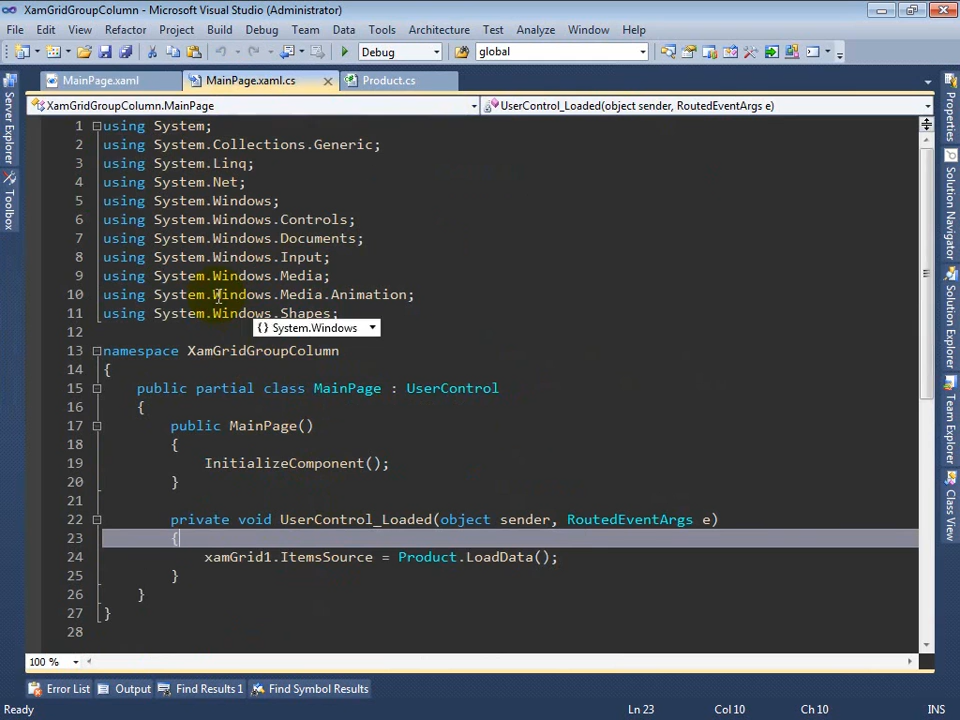 XamGridGroupColumn - Microsoft Visual Studio (Administrator)
File Edit View Refactor Project Build Debug Team Data Tools Architecture Test Analyze Window Help
Debug global
MainPage.xaml MainPage.xaml.cs Product.cs
XamGridGroupColumn.MainPage UserControl_Loaded(object sender, RoutedEventArgs e)
1 using System;
2 using System.Collections.Generic;
3 using System.Linq;
4 using System.Net;
5 using System.Windows;
6 using System.Windows.Controls;
7 using System.Windows.Documents;
8 using System.Windows.Input;
9 using System.Windows.Media;
10 using System.Windows.Media.Animation;
11 using System.Windows.Shapes;
{} System.Windows
12
13 namespace XamGridGroupColumn
14 {
15 public partial class MainPage : UserControl
16 {
17 public MainPage()
18 {
19 InitializeComponent();
20 }
21
22 private void UserControl_Loaded(object sender, RoutedEventArgs e)
23 {
24 xamGrid1.ItemsSource = Product.LoadData();
25 }
26 }
27 }
28
100 %
Error List Output Find Results 1 Find Symbol Results
Ready Ln 23 Col 10 Ch 10 INS
Server Explorer
Toolbox
Properties
Solution Navigator
Solution Explorer
Team Explorer
Class View